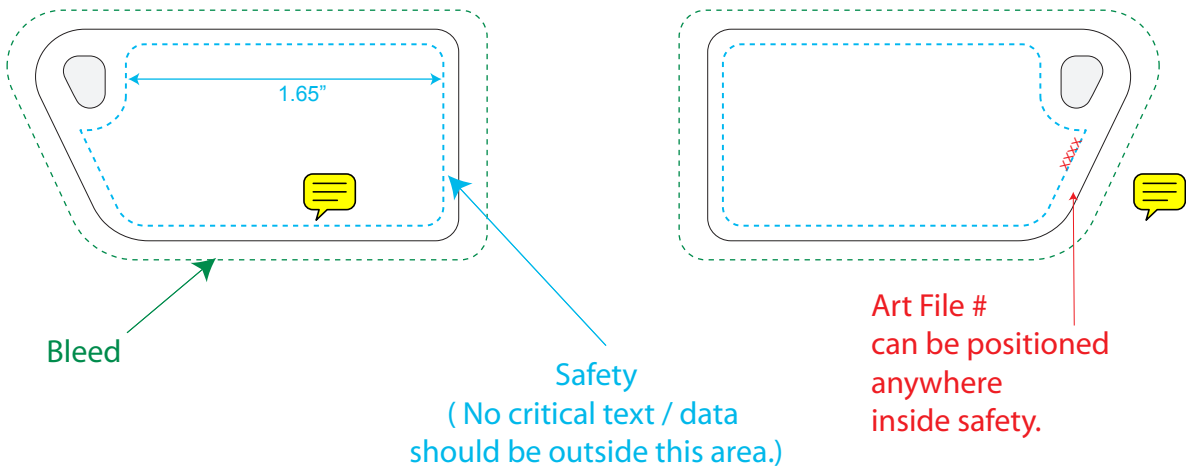 1.65”
XXXX
Bleed
Safety
( No critical text / data
should be outside this area.)
Art File #
can be positioned
anywhere
inside safety.